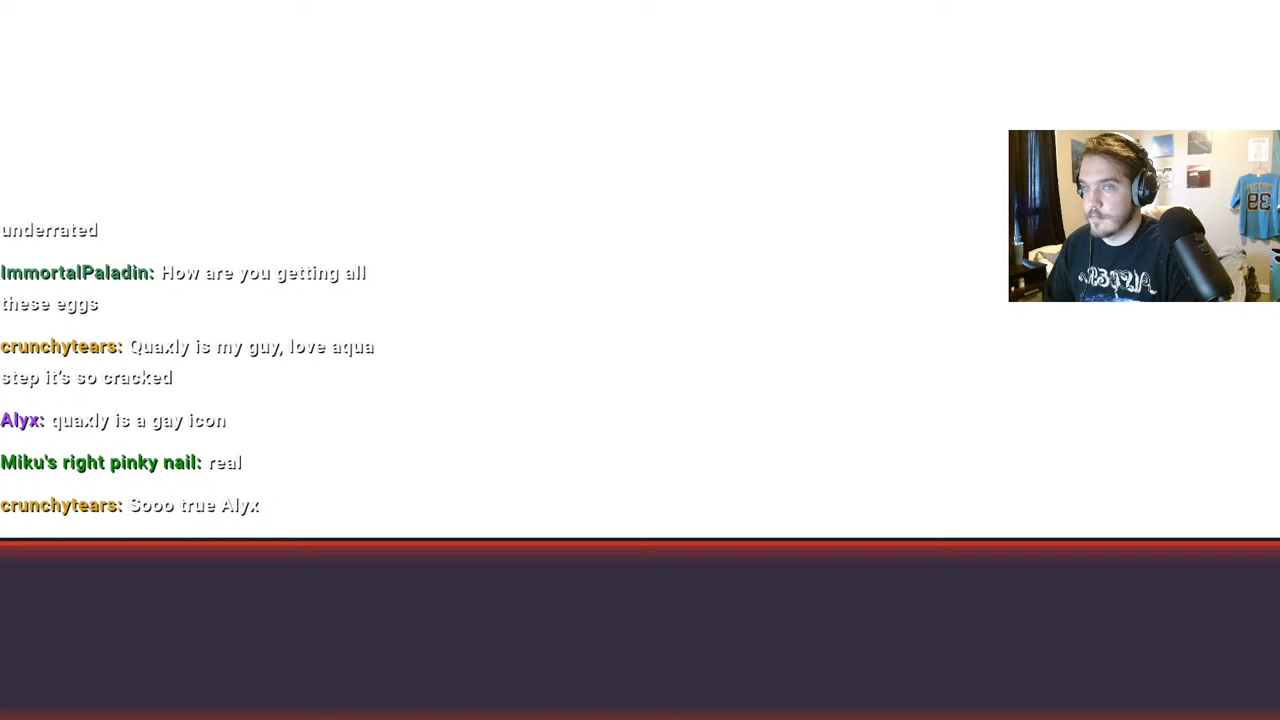 underrated
ImmortalPaladin: How are you getting all
these eggs
crunchytears: Quaxly is my guy, love aqua
step it's so cracked
Alyx: quaxly is a gay icon
Miku's right pinky nail: real
crunchytears: Sooo true Alyx